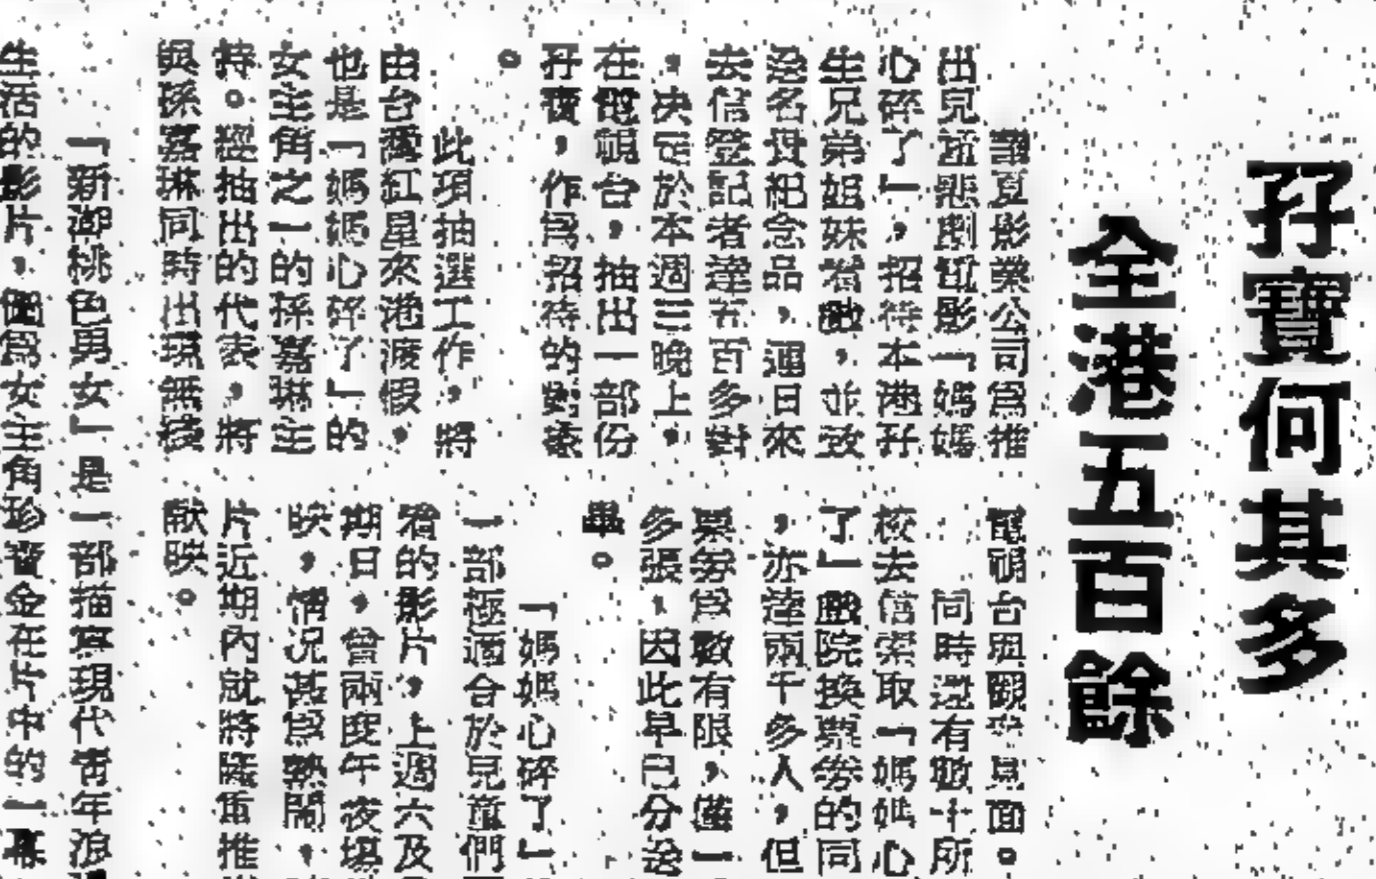 孖寶何其多
全港五百餘
華夏影業公司爲推
出兒童悲劇電影「媽媽
心碎了」,招待本港孖
生兄弟姐妹看戲,並致
送名貴紀念品,連日來
去信登記者達五百多對
,決定於本週三晚上,
在電視台,抽出一部份
孖寶,作爲招待的對象
。
此項抽選工作,將
由台灣紅星來港渡假,
也是「媽媽心碎了」的
女主角之一的孫嘉琳主
持。經抽出的代表,將
與孫嘉琳同時出現無綫
電視台與觀衆見面。
同時還有數十所
校去信索取「媽媽心
了」戲院換票券的同
,亦達兩千多人,但
票券爲數有限,僅一
多張,因此早已分送
畢。
「媽媽心碎了」
一部極適合於兒童們
看的影片,上週六及
期日,曾兩度午夜場
映,情况甚爲熱鬧,
片近期內就將隆重推
獻映。
「新潮桃色男女」是一部描寫現代青年浪
生活的影片,圖爲女主角珍 金在片中的一幕